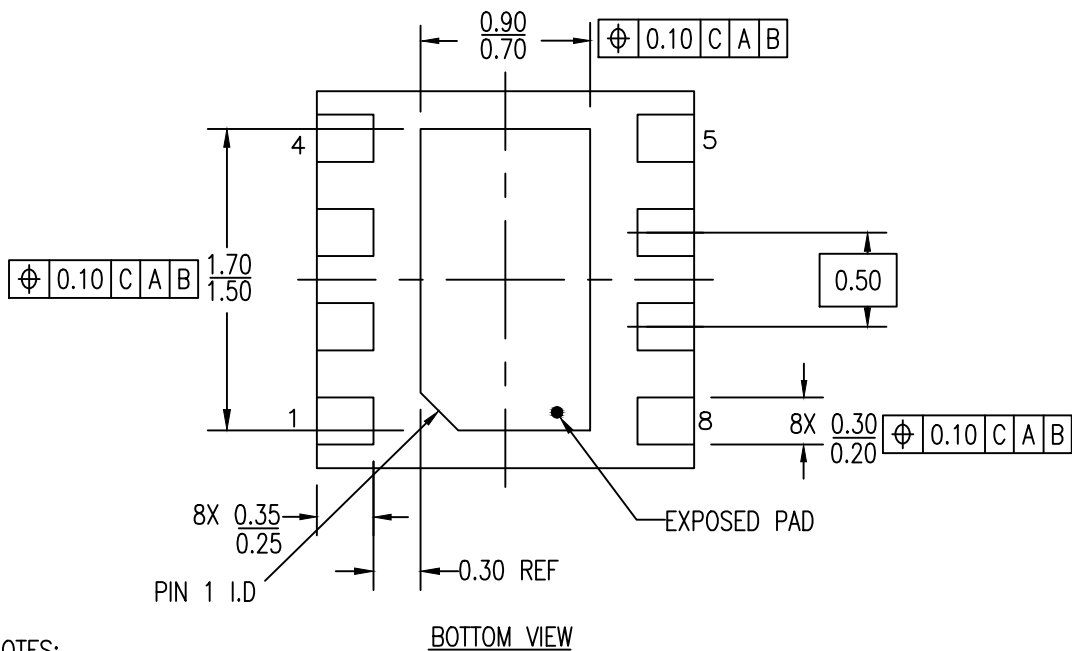 0.90
0.70
⌖ 0.10 C A B
4
5
⌖ 0.10 C A B
1.70
1.50
0.50
1
8
8X 0.30
0.20
⌖ 0.10 C A B
8X 0.35
0.25
EXPOSED PAD
0.30 REF
PIN 1 I.D
BOTTOM VIEW
OTES: